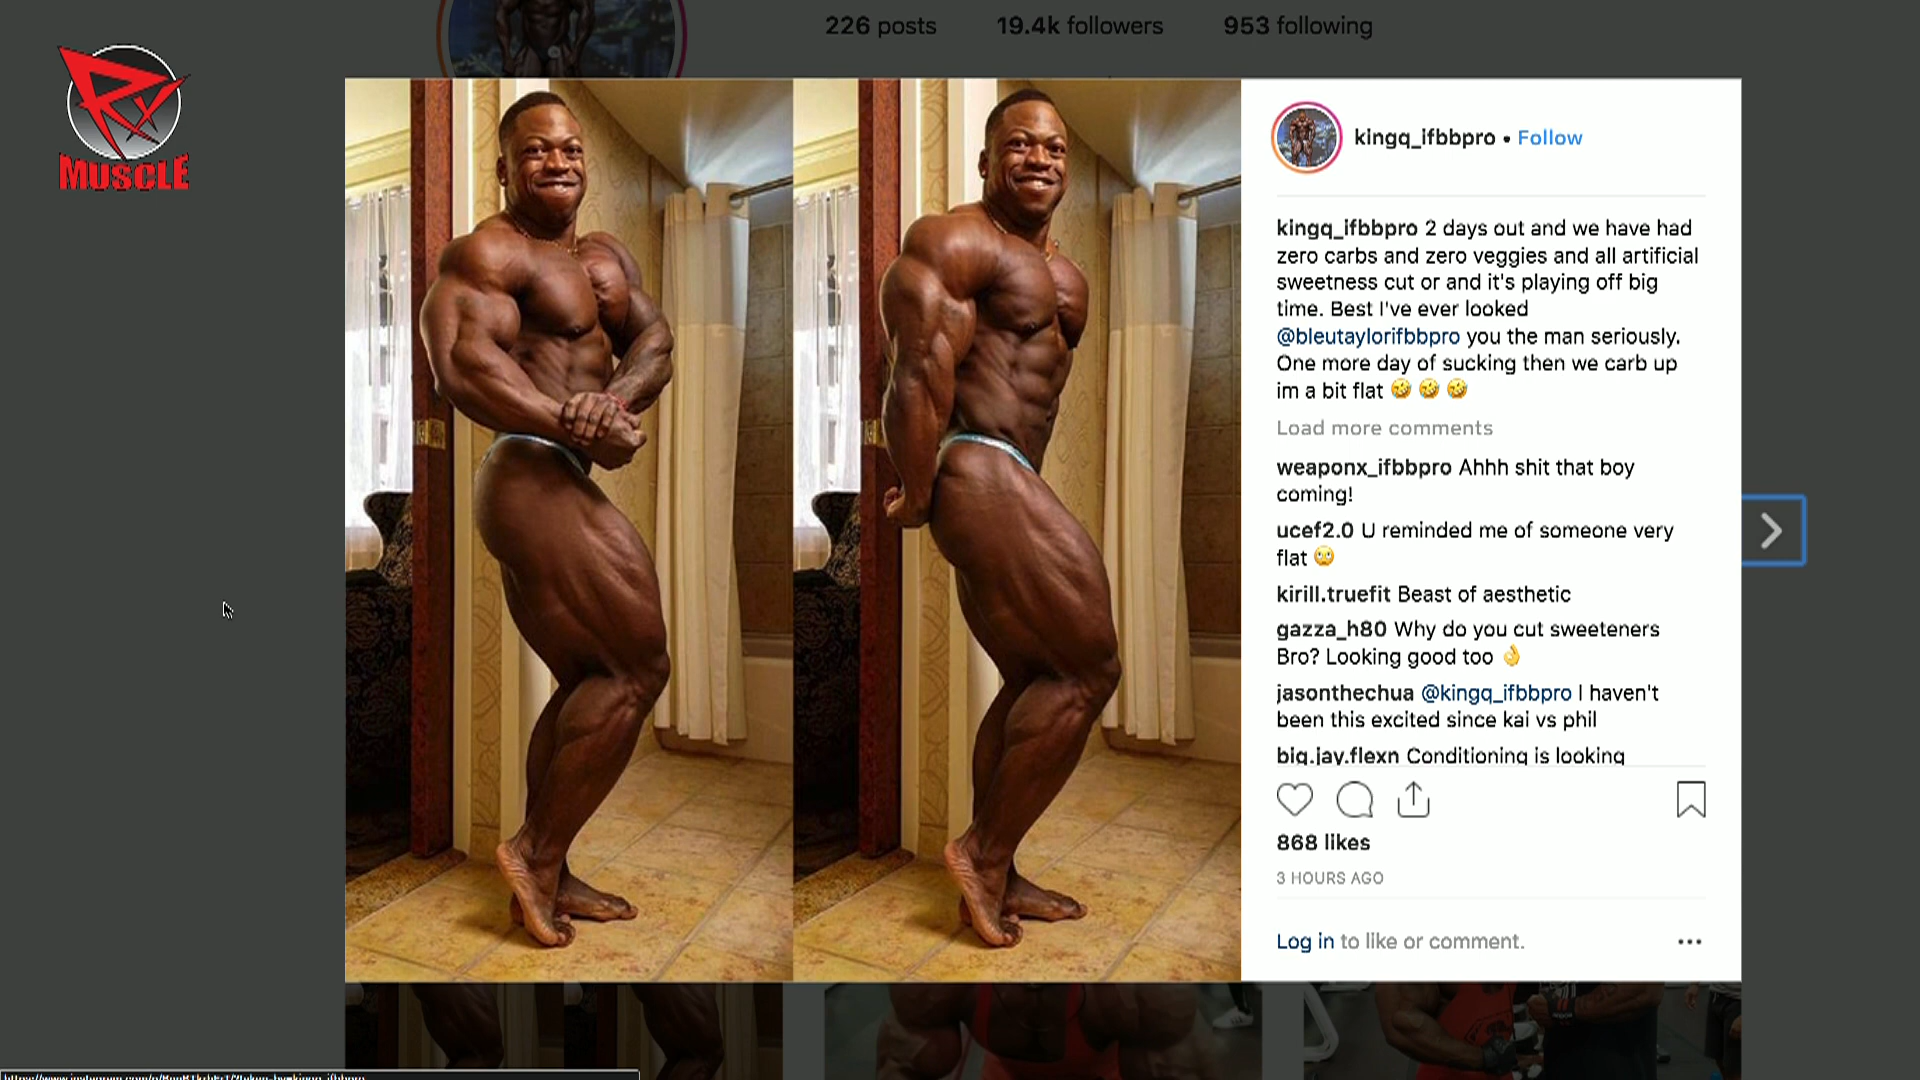 226 posts 19.4k followers 953 following
MUSCLE
kingq_ifbbpro • Follow
kingq_ifbbpro 2 days out and we have had
zero carbs and zero veggies and all artificial
sweetness cut or and it's playing off big
time. Best I've ever looked
@bleutaylorifbbpro you the man seriously.
One more day of sucking then we carb up
im a bit flat 🤣 🤣 🤣
Load more comments
weaponx_ifbbpro Ahhh shit that boy
coming!
ucef2.0 U reminded me of someone very
flat 🙄
kirill.truefit Beast of aesthetic
gazza_h80 Why do you cut sweeteners
Bro? Looking good too 👌
jasonthechua @kingq_ifbbpro I haven't
been this excited since kai vs phil
big.jay.flexn Conditioning is looking
868 likes
3 HOURS AGO
Log in to like or comment.